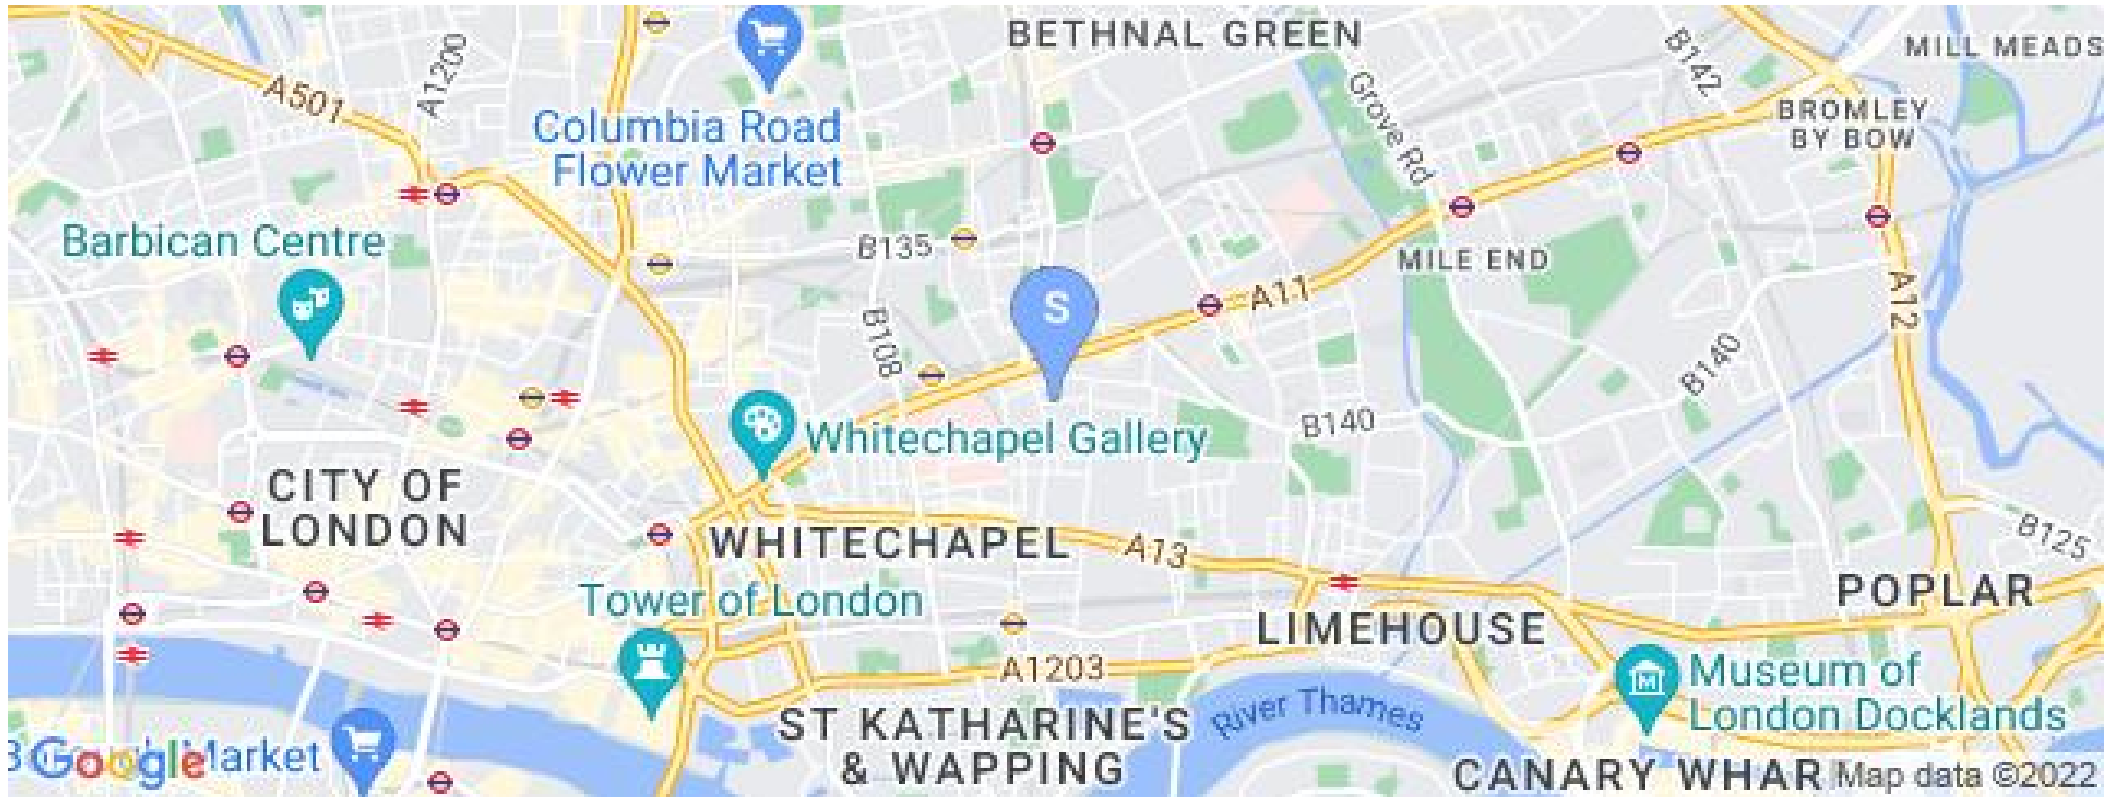 BETHNAL GREEN
MILL MEADS
A501
A1200
Columbia Road
Flower Market
Grove Rd
B142
BROMLEY
BY BOW
Barbican Centre
B135
MILE END
S
A11
A12
B108
B140
Whitechapel Gallery
B140
CITY OF
LONDON
WHITECHAPEL
A13
B125
Tower of London
POPLAR
LIMEHOUSE
A1203
Museum of
London Docklands
M
ST KATHARINE'S
& WAPPING
River Thames
Google
Market
CANARY WHAR
Map data ©2022